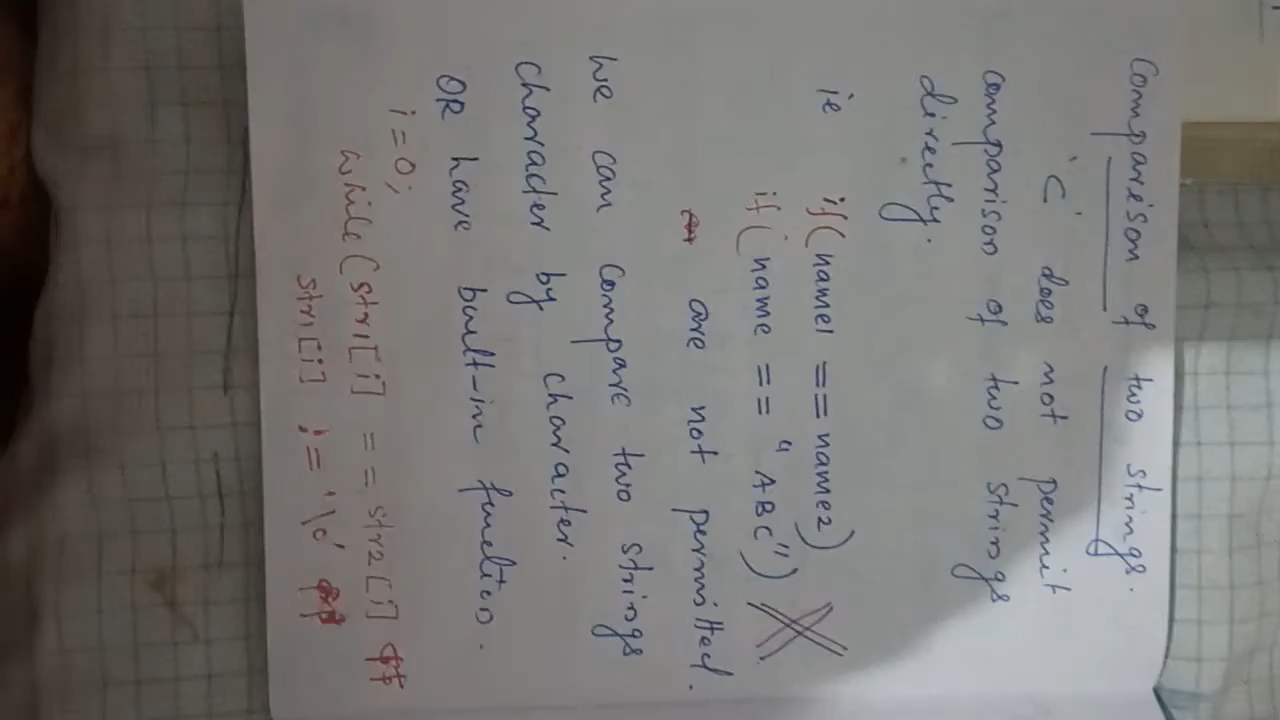 Comparison of two strings.
'C' does not permit
comparison of two strings
directly.
ie if(name1 == name2)
if(name == "ABC")
are not permitted.
We can compare two strings
character by character.
OR have built-in function.
i=0;
while(str1[i] == str2[i] &&
str1[i] != '\0' &&